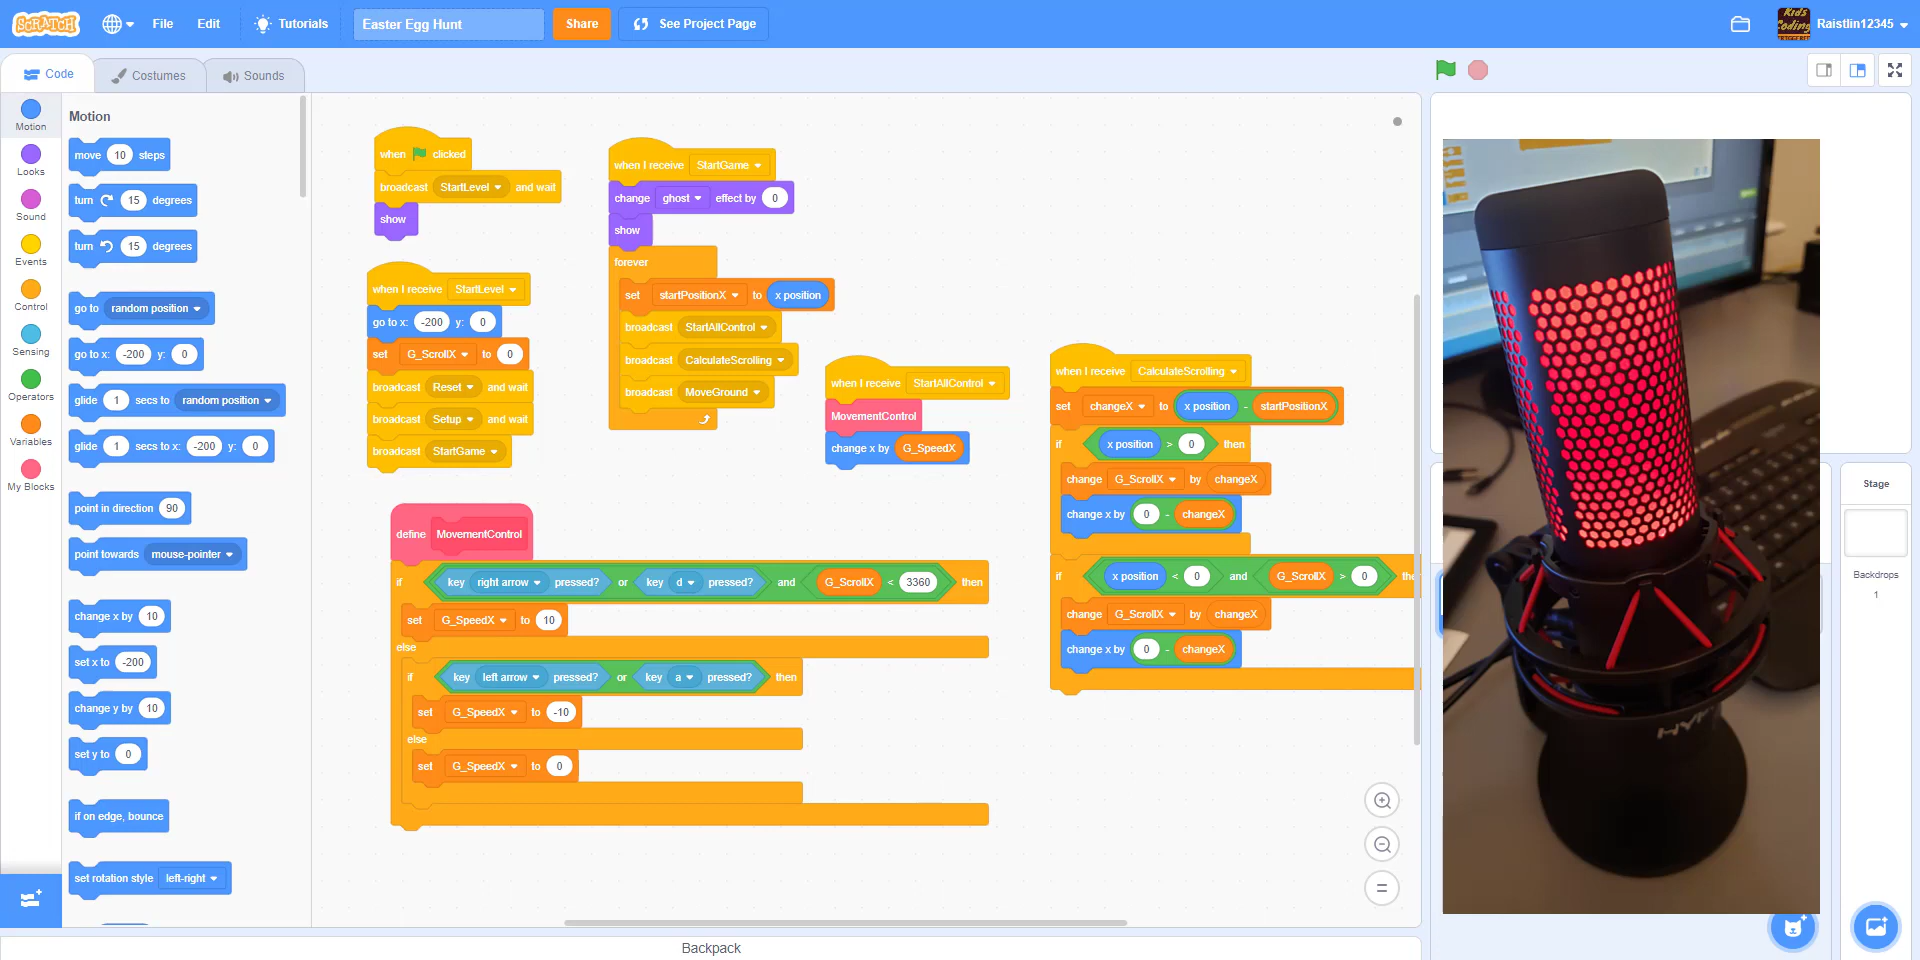 SCRATCH File Edit Tutorials Easter Egg Hunt Share See Project Page Raistlin12345
Kids Coding
Code Costumes Sounds
Motion
Looks
Sound
Events
Control
Sensing
Operators
Variables
My Blocks
Motion
move 10 steps
turn 15 degrees
turn 15 degrees
go to random position
go to x: -200 y: 0
glide 1 secs to random position
glide 1 secs to x: -200 y: 0
point in direction 90
point towards mouse-pointer
change x by 10
set x to -200
change y by 10
set y to 0
if on edge, bounce
set rotation style left-right
when clicked
broadcast StartLevel and wait
show
when I receive StartLevel
go to x: -200 y: 0
set G_ScrollX to 0
broadcast Reset and wait
broadcast Setup and wait
broadcast StartGame
when I receive StartGame
change ghost effect by 0
show
forever
set startPositionX to x position
broadcast StartAllControl
broadcast CalculateScrolling
broadcast MoveGround
when I receive StartAllControl
MovementControl
change x by G_SpeedX
define MovementControl
if key right arrow pressed? or key d pressed? and G_ScrollX < 3360 then
set G_SpeedX to 10
else
if key left arrow pressed? or key a pressed? then
set G_SpeedX to -10
else
set G_SpeedX to 0
when I receive CalculateScrolling
set changeX to x position - startPositionX
if x position > 0 then
change G_ScrollX by changeX
change x by 0 - changeX
if x position < 0 and G_ScrollX > 0 the
change G_ScrollX by changeX
change x by 0 - changeX
Stage
Backdrops
1
Backpack